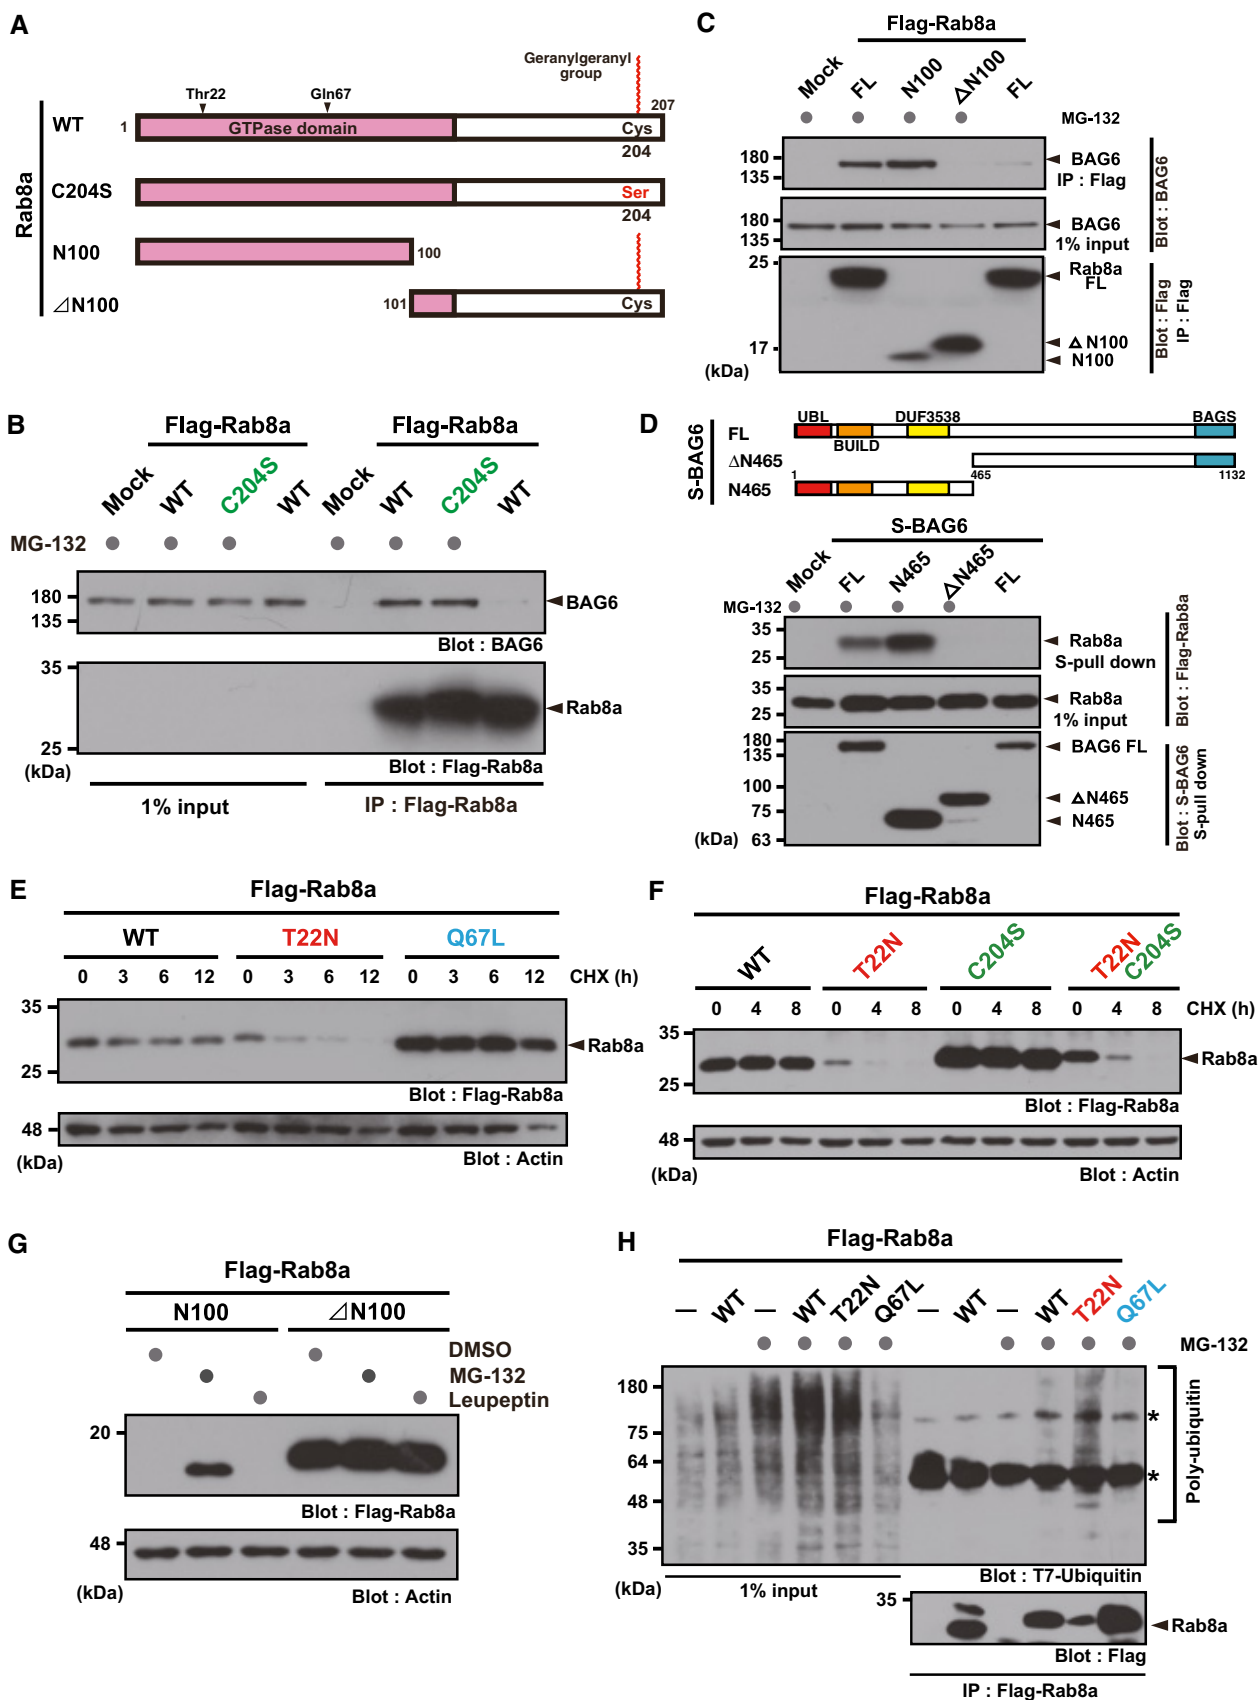 A
Rab8a
Geranylgeranyl
group
Thr22
Gln67
207
WT
1
GTPase domain
Cys
204
C204S
Ser
204
N100
100
⊿N100
101
Cys
B
Flag-Rab8a
Flag-Rab8a
Mock
WT
C204S
WT
Mock
WT
C204S
WT
MG-132
180
135
BAG6
Blot : BAG6
35
25
Rab8a
(kDa)
Blot : Flag-Rab8a
1% input
IP : Flag-Rab8a
C
Flag-Rab8a
Mock
FL
N100
△N100
FL
MG-132
180
135
BAG6
IP : Flag
180
135
BAG6
1% input
Blot : BAG6
25
17
Rab8a
FL
Δ N100
N100
(kDa)
Blot : Flag
IP : Flag
D
S-BAG6
UBL
DUF3538
BAGS
FL
BUILD
ΔN465
1
465
1132
N465
S-BAG6
Mock
FL
N465
ΔN465
FL
MG-132
35
25
Rab8a
S-pull down
35
25
Rab8a
1% input
Blot : Flag-Rab8a
180
135
100
75
63
BAG6 FL
ΔN465
N465
(kDa)
Blot : S-BAG6
S-pull down
E
Flag-Rab8a
WT
T22N
Q67L
0 3 6 12 0 3 6 12 0 3 6 12 CHX (h)
35
25
Rab8a
Blot : Flag-Rab8a
48
(kDa)
Blot : Actin
F
Flag-Rab8a
WT
T22N
C204S
T22N
C204S
0 4 8 0 4 8 0 4 8 0 4 8 CHX (h)
35
25
Rab8a
Blot : Flag-Rab8a
48
(kDa)
Blot : Actin
G
Flag-Rab8a
N100
⊿N100
DMSO
MG-132
Leupeptin
20
Blot : Flag-Rab8a
48
(kDa)
Blot : Actin
H
Flag-Rab8a
—
WT
—
WT
T22N
Q67L
—
WT
—
WT
T22N
Q67L
MG-132
180
75
64
48
35
*
*
Poly-ubiquitin
(kDa)
1% input
Blot : T7-Ubiquitin
35
Rab8a
Blot : Flag
IP : Flag-Rab8a